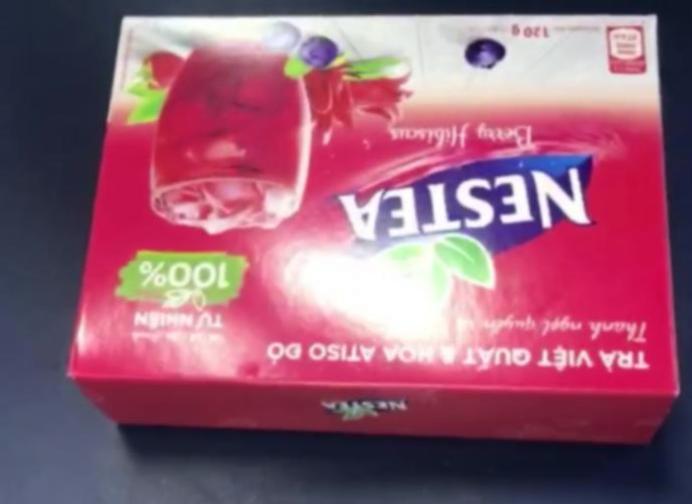 TRÀ VIỆT QUẤT & HOA ATISO ĐỎ
Thanh ngọt quyến rũ
NESTEA
Berry Hibiscus
TỰ NHIÊN
100%
120 g
NESTEA